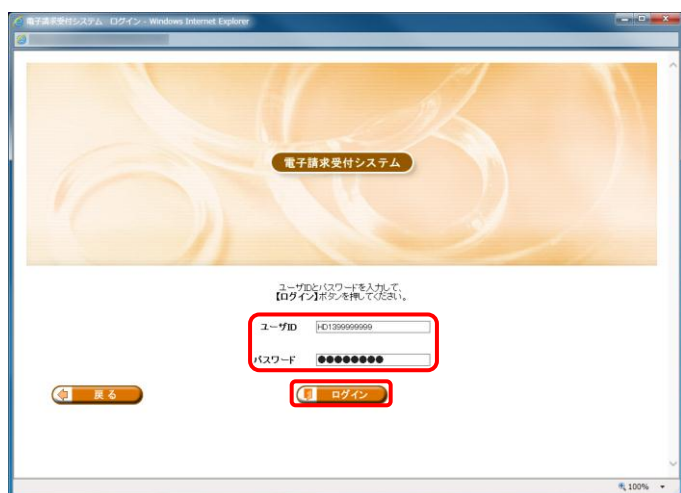 電子請求受付システム ログイン - Windows Internet Explorer
電子請求受付システム
ユーザIDとパスワードを入力して、
【ログイン】ボタンを押してください。
ユーザID HD1399999999
パスワード ●●●●●●●●
戻る ログイン
100%